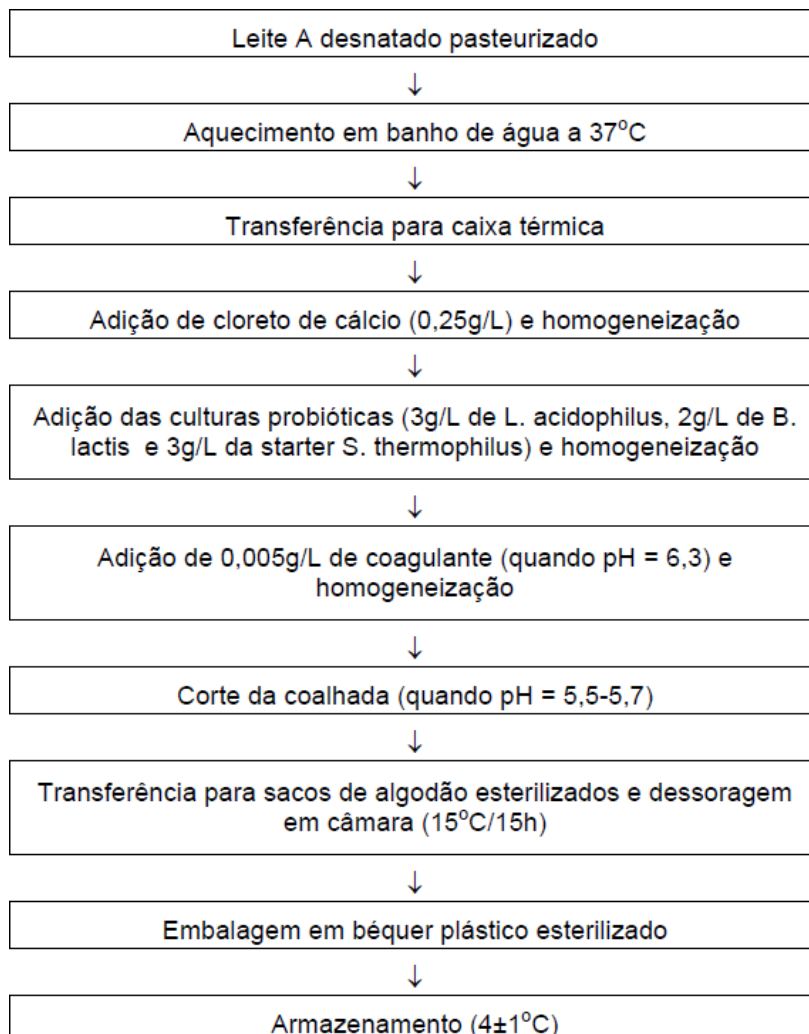 Leite A desnatado pasteurizado
↓
Aquecimento em banho de água a 37°C
↓
Transferência para caixa térmica
↓
Adição de cloreto de cálcio (0,25g/L) e homogeneização
↓
Adição das culturas probióticas (3g/L de L. acidophilus, 2g/L de B.
lactis e 3g/L da starter S. thermophilus) e homogeneização
↓
Adição de 0,005g/L de coagulante (quando pH = 6,3) e
homogeneização
↓
Corte da coalhada (quando pH = 5,5-5,7)
↓
Transferência para sacos de algodão esterilizados e dessoragem
em câmara (15°C/15h)
↓
Embalagem em béquer plástico esterilizado
↓
Armazenamento (4±1°C)